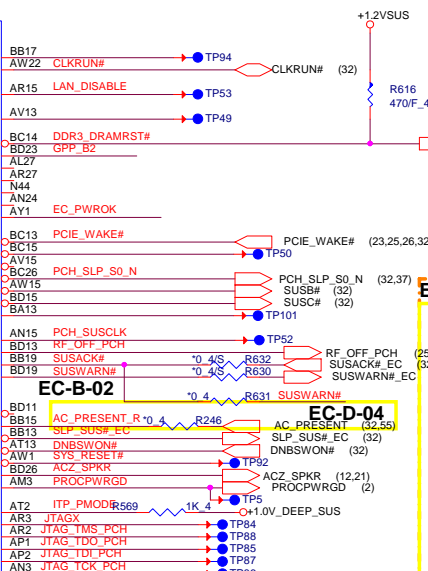 +1.2VSUS
BB17 TP94
AW22 CLKRUN# CLKRUN# (32)
AR15 LAN_DISABLE TP53 R616
470/F_4
AV13 TP49
BC14 DDR3_DRAMRST#
BD23 GPP_B2
AL27
AR27
N44
AN24
AY1 EC_PWROK
BC13 PCIE_WAKE# PCIE_WAKE# (23,25,26,32
BC15 TP50
AV15
BC26 PCH_SLP_S0_N PCH_SLP_S0_N (32,37)
AW15 SUSB# (32)
BD15 SUSC# (32)
BA13 TP101
AN15 PCH_SUSCLK TP52
BD13 RF_OFF_PCH RF_OFF_PCH (25
BB19 SUSACK# *0_4/S R632 SUSACK#_EC (32
BD19 SUSWARN# *0_4/S R630 SUSWARN#_EC
EC-B-02 *0_4 R631 SUSWARN#
BD11 EC-D-04
BB15 AC_PRESENT_R *0_4 R246 AC_PRESENT (32,55)
BB13 SLP_SUS#_EC SLP_SUS#_EC (32)
AT13 DNBSWON# DNBSWON# (32)
AW1 SYS_RESET# TP92
BD26 ACZ_SPKR ACZ_SPKR (12,21)
AM3 PROCPWRGD PROCPWRGD (2)
TP5
AT2 ITP_PMODE R569 1K_4 +1.0V_DEEP_SUS
AR3 JTAGX TP84
AR2 JTAG_TMS_PCH TP88
AP1 JTAG_TDO_PCH TP85
AP2 JTAG_TDI_PCH TP87
AN3 JTAG_TCK_PCH